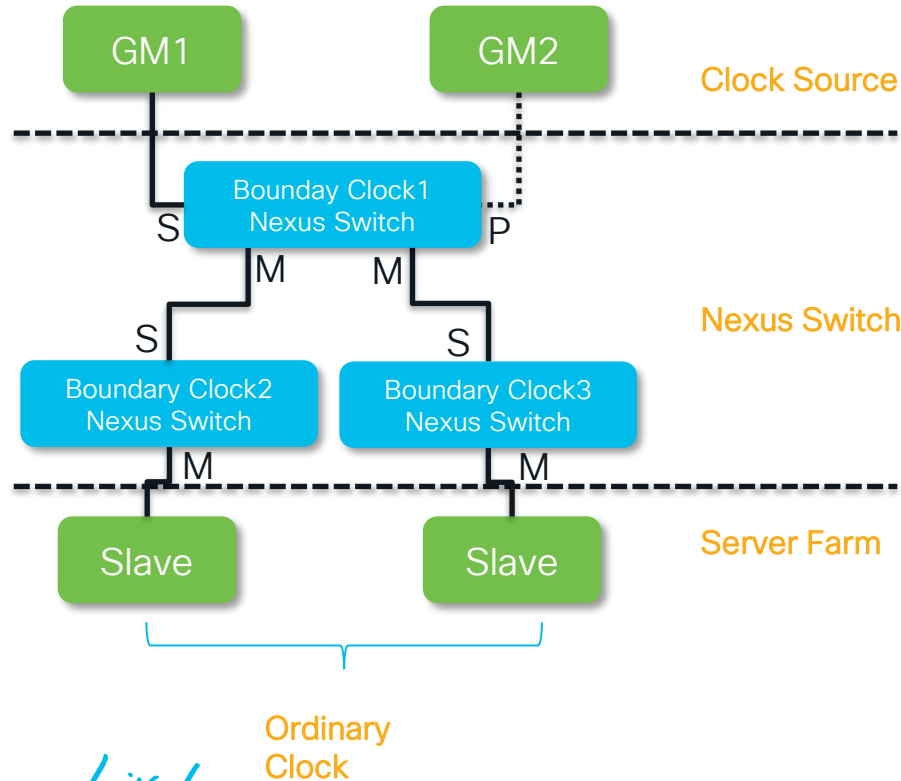 GM1
GM2
Clock Source
Bounday Clock1
Nexus Switch
S
P
M
M
Nexus Switch
S
S
Boundary Clock2
Nexus Switch
Boundary Clock3
Nexus Switch
M
M
Server Farm
Slave
Slave
Ordinary
Clock